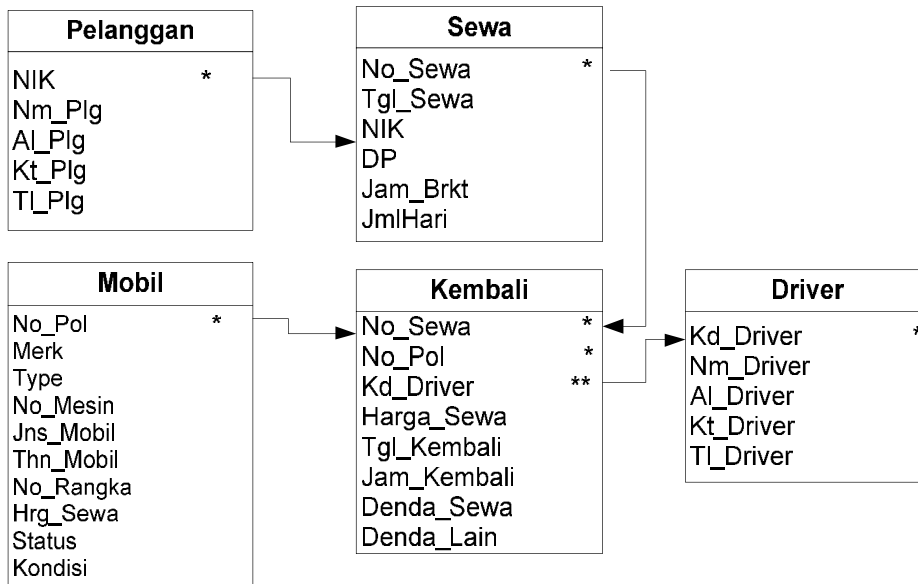 Pelanggan
NIK *
Nm_Plg
Al_Plg
Kt_Plg
Tl_Plg
Sewa
No_Sewa *
Tgl_Sewa
NIK
DP
Jam_Brkt
JmlHari
Mobil
No_Pol *
Merk
Type
No_Mesin
Jns_Mobil
Thn_Mobil
No_Rangka
Hrg_Sewa
Status
Kondisi
Kembali
No_Sewa *
No_Pol *
Kd_Driver **
Harga_Sewa
Tgl_Kembali
Jam_Kembali
Denda_Sewa
Denda_Lain
Driver
Kd_Driver *
Nm_Driver
Al_Driver
Kt_Driver
Tl_Driver